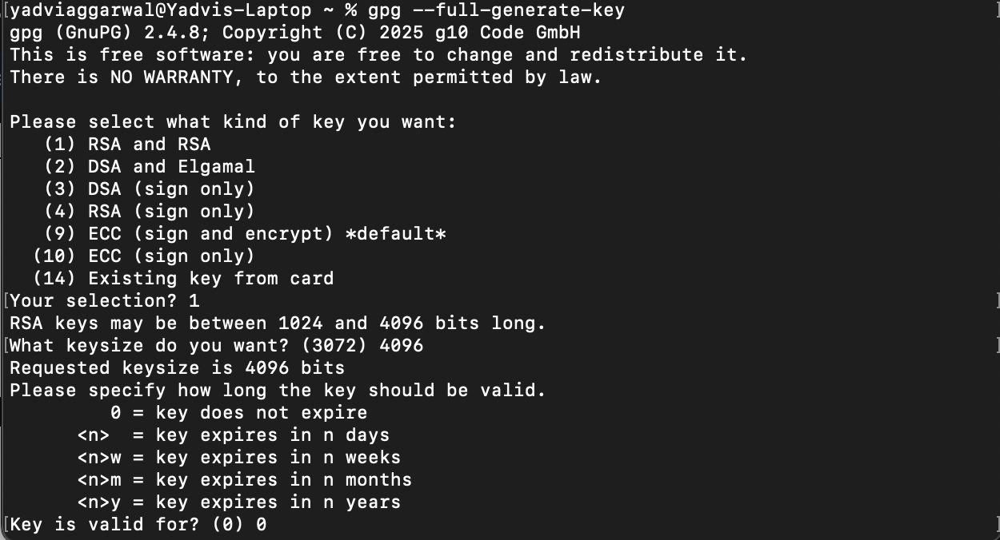 [yadviaggarwal@Yadvis-Laptop ~ % gpg --full-generate-key ]
gpg (GnuPG) 2.4.8; Copyright (C) 2025 g10 Code GmbH
This is free software: you are free to change and redistribute it.
There is NO WARRANTY, to the extent permitted by law.

Please select what kind of key you want:
   (1) RSA and RSA
   (2) DSA and Elgamal
   (3) DSA (sign only)
   (4) RSA (sign only)
   (9) ECC (sign and encrypt) *default*
  (10) ECC (sign only)
  (14) Existing key from card
[Your selection? 1 ]
RSA keys may be between 1024 and 4096 bits long.
[What keysize do you want? (3072) 4096 ]
Requested keysize is 4096 bits
Please specify how long the key should be valid.
         0 = key does not expire
      <n>  = key expires in n days
      <n>w = key expires in n weeks
      <n>m = key expires in n months
      <n>y = key expires in n years
[Key is valid for? (0) 0 ]